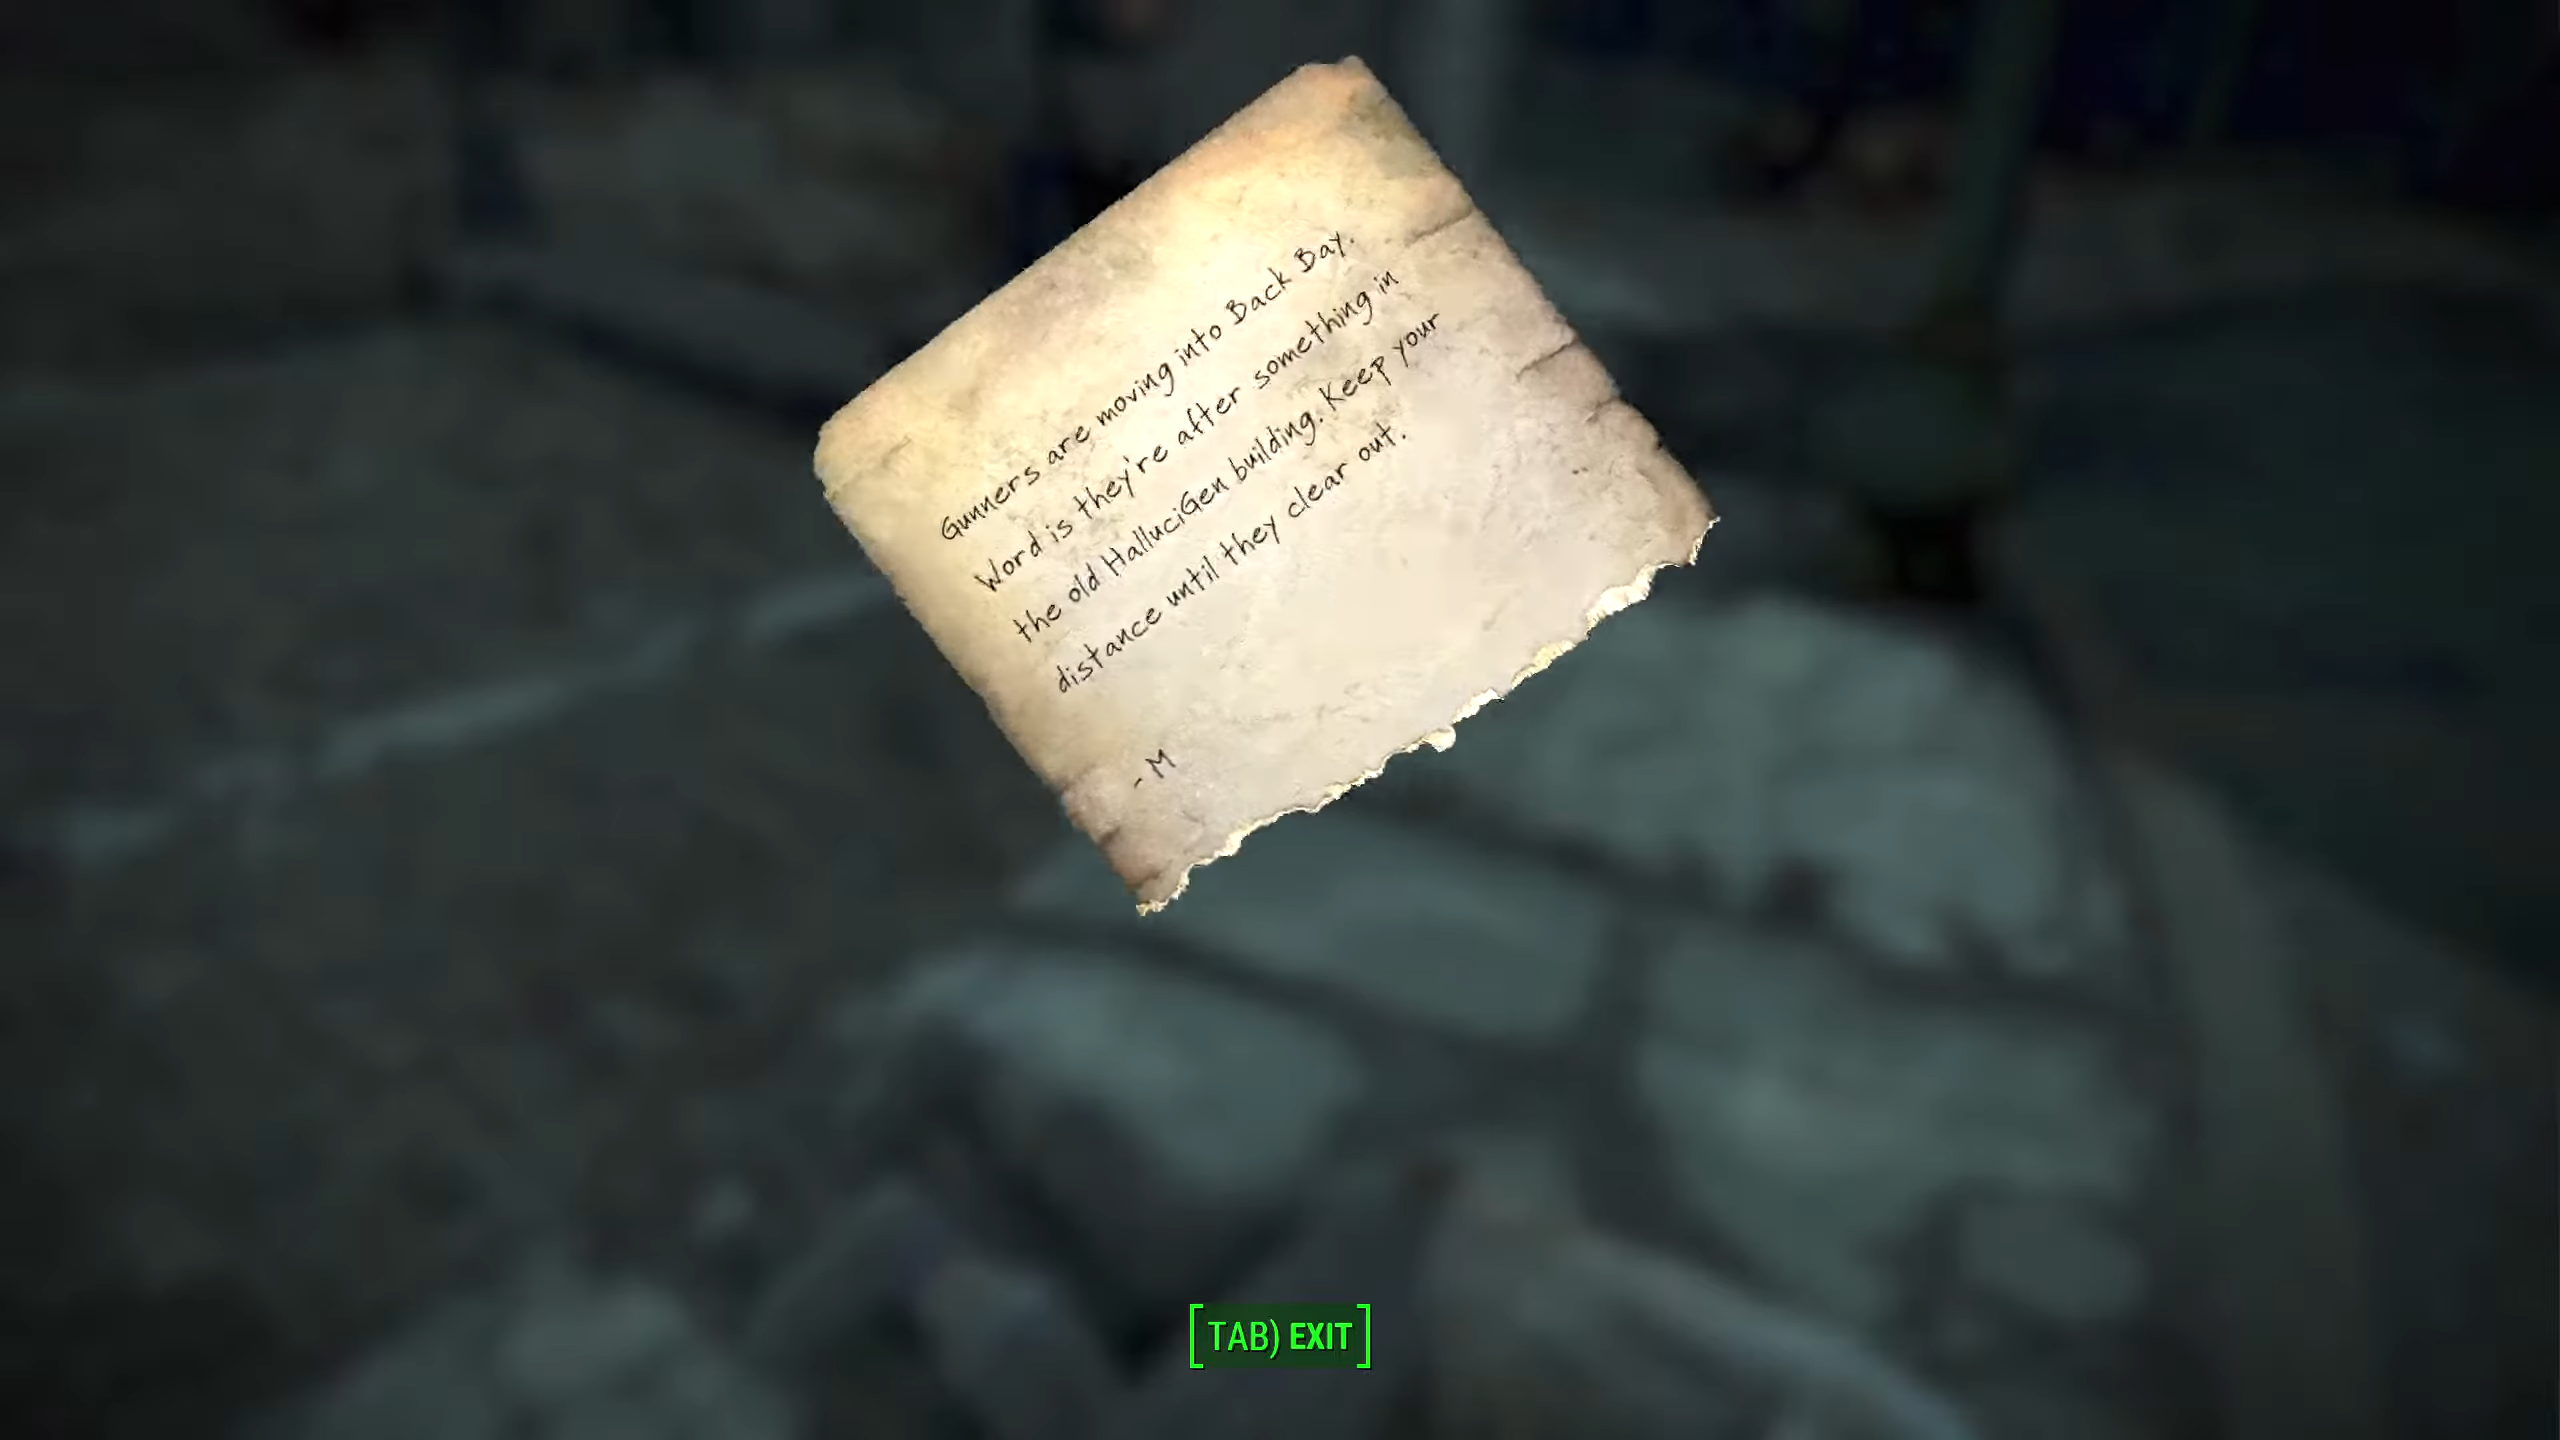 Gunners are moving into Back Bay.
Word is they're after something in
the old HalluciGen building. Keep your
distance until they clear out.
- M
[TAB) EXIT]